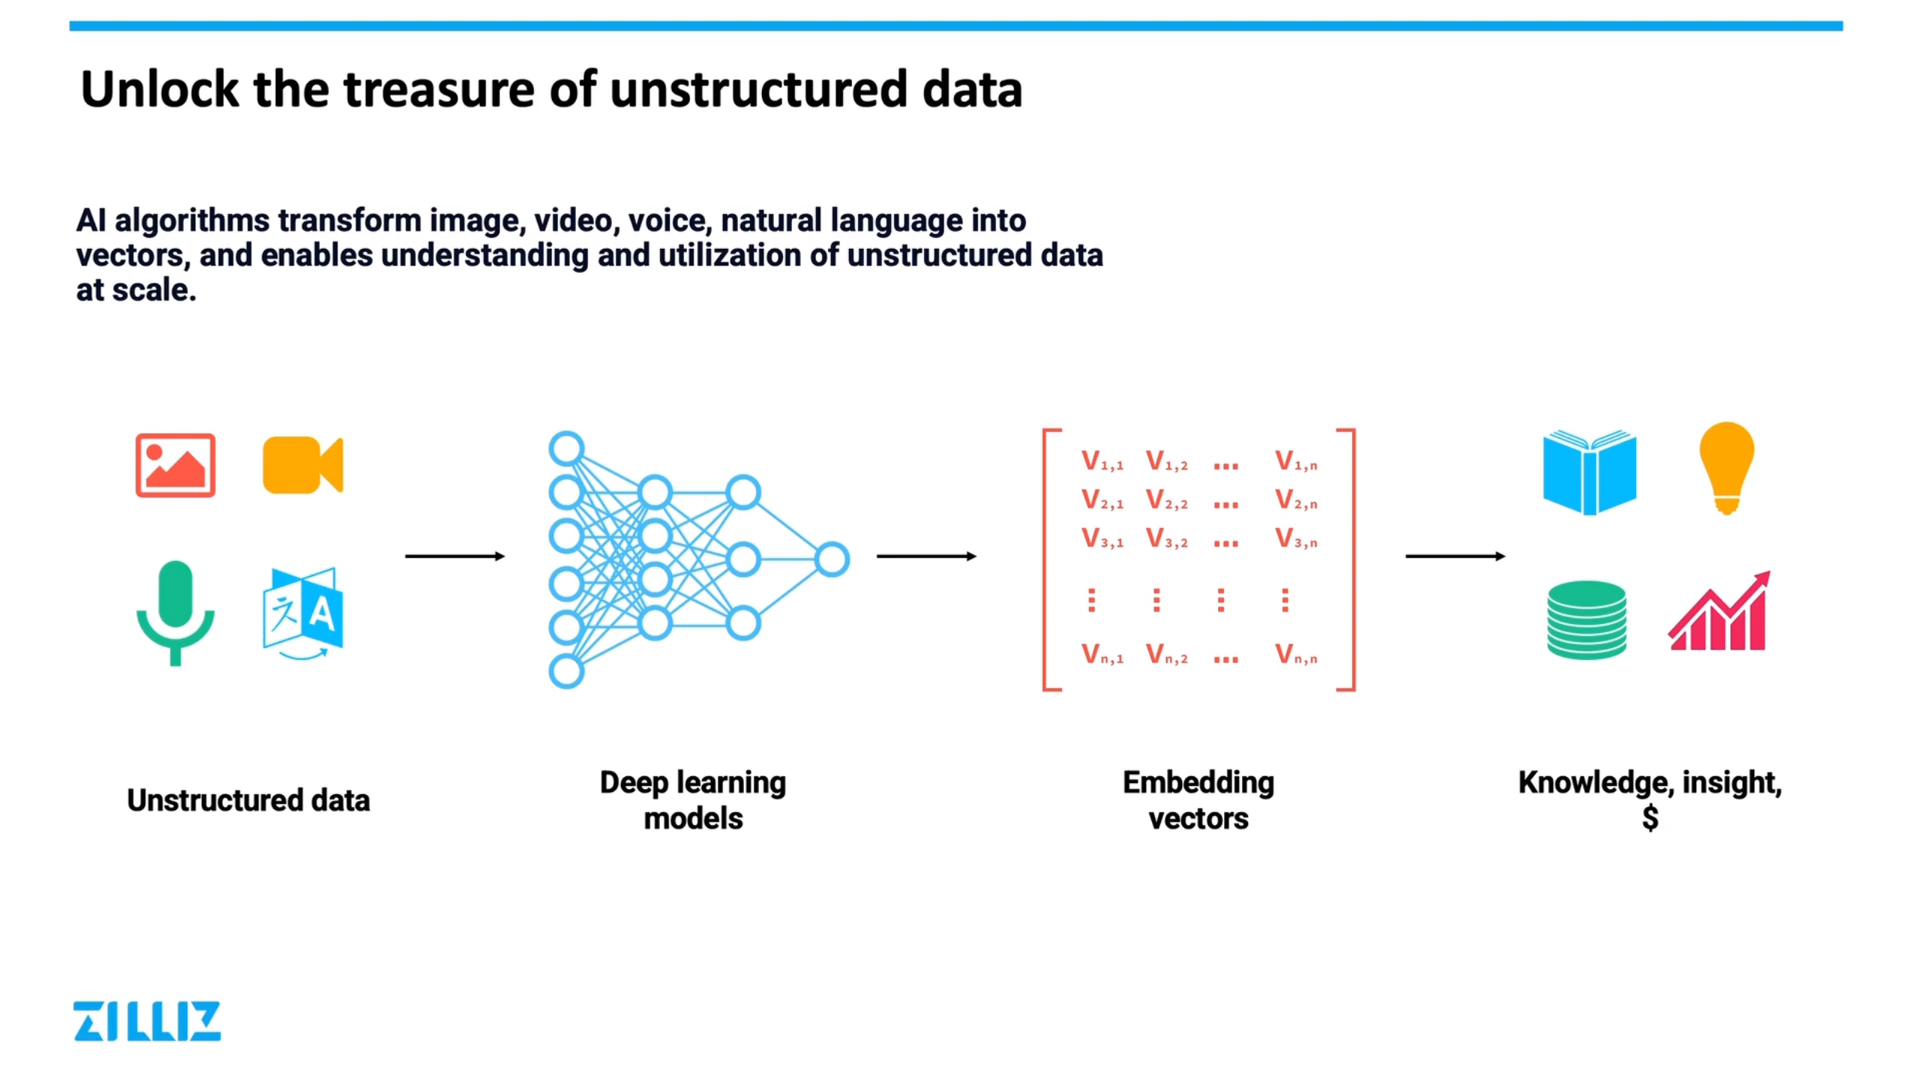 Unlock the treasure of unstructured data
AI algorithms transform image, video, voice, natural language into
vectors, and enables understanding and utilization of unstructured data
at scale.
文 A
V1,1 V1,2 ... V1,n
V2,1 V2,2 ... V2,n
V3,1 V3,2 ... V3,n
⋮ ⋮ ⋮ ⋮
Vn,1 Vn,2 ... Vn,n
Unstructured data
Deep learning
models
Embedding
vectors
Knowledge, insight,
$
ZILLIZ